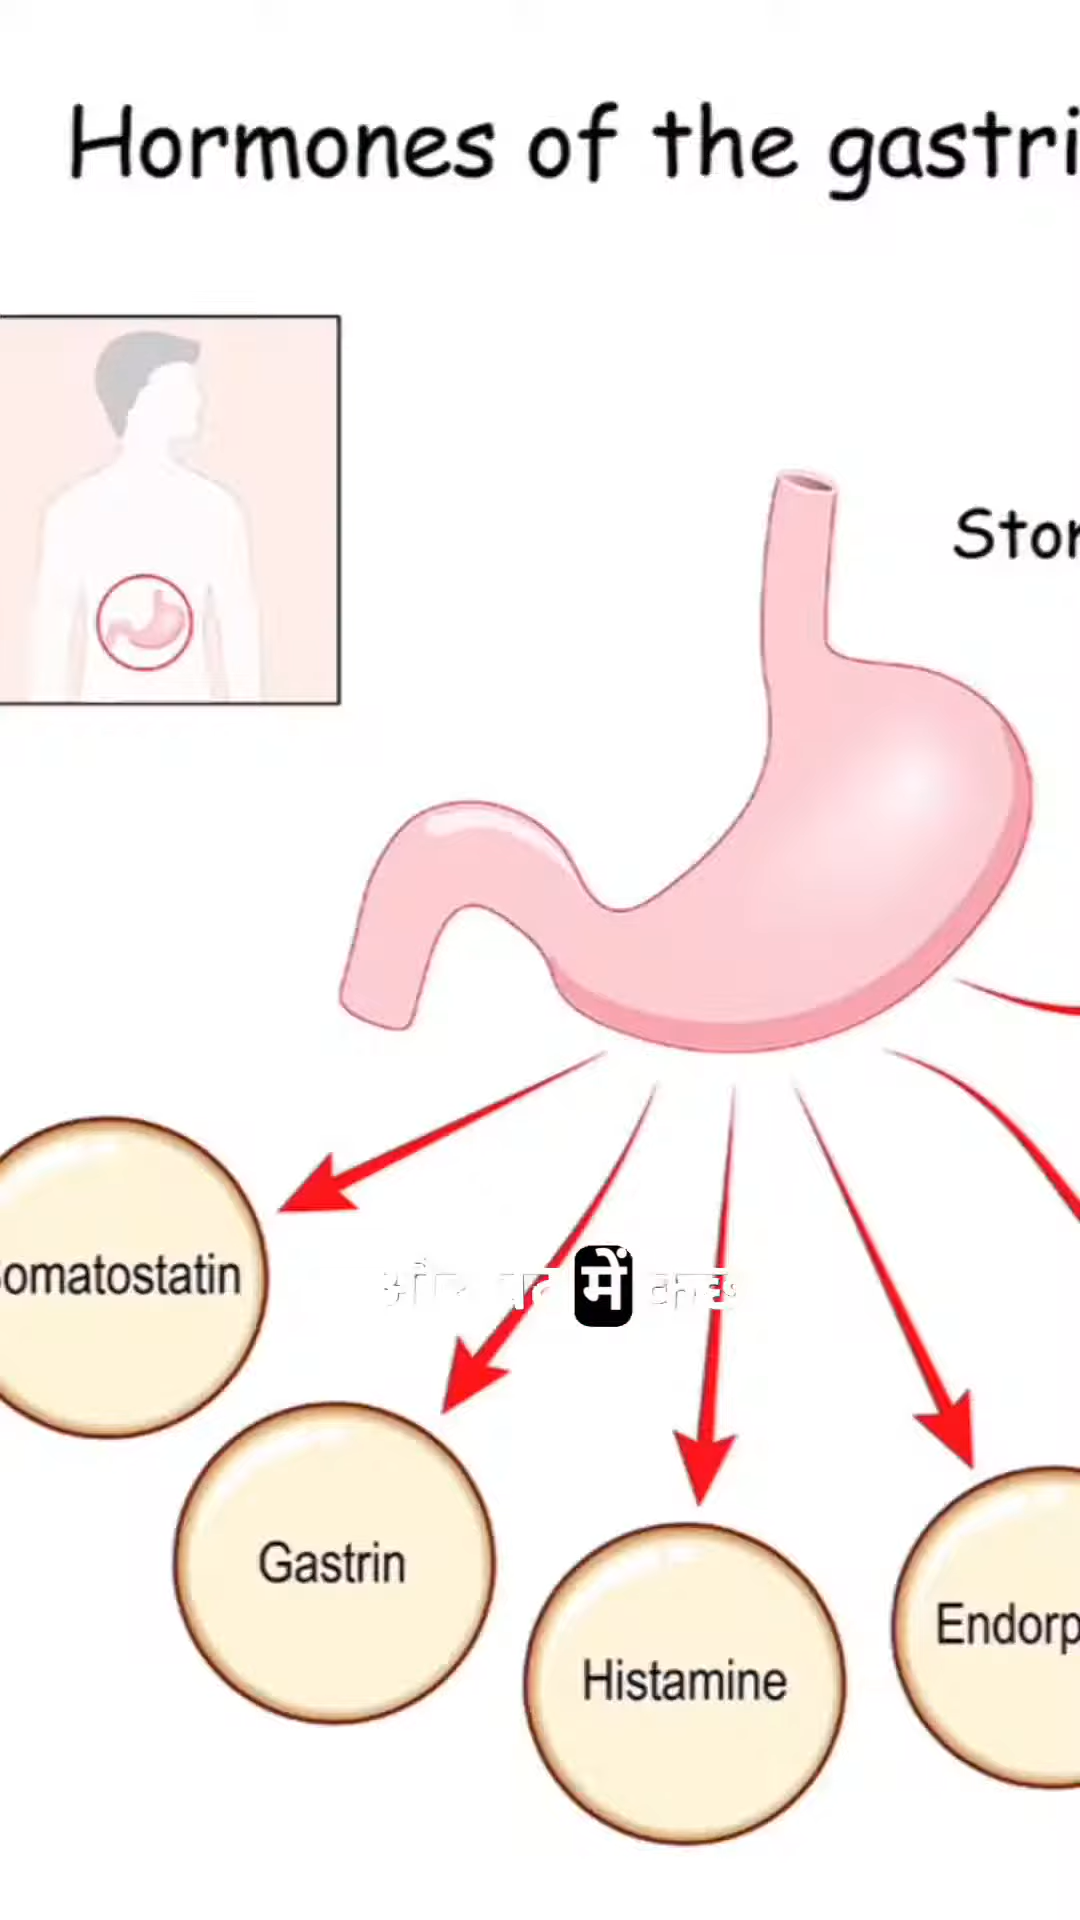 Hormones of the gastri
Stor
omatostatin
में
Gastrin
Histamine
Endorp